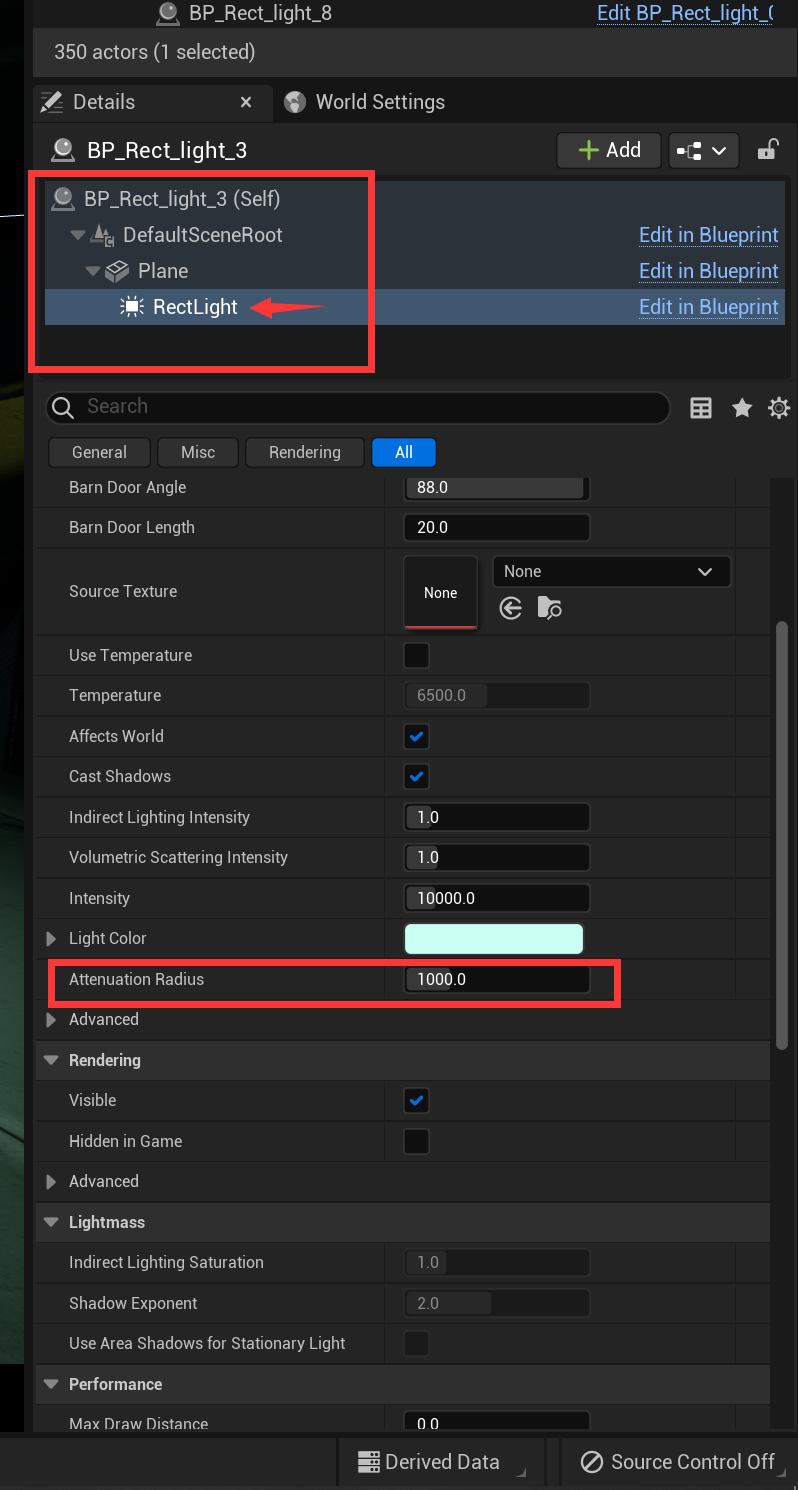 BP_Rect_light_8 Edit BP_Rect_light_
350 actors (1 selected)
Details World Settings
BP_Rect_light_3 Add
BP_Rect_light_3 (Self)
DefaultSceneRoot Edit in Blueprint
Plane Edit in Blueprint
RectLight Edit in Blueprint
Search
General Misc Rendering All
Barn Door Angle 88.0
Barn Door Length 20.0
Source Texture None None
Use Temperature
Temperature 6500.0
Affects World
Cast Shadows
Indirect Lighting Intensity 1.0
Volumetric Scattering Intensity 1.0
Intensity 10000.0
Light Color
Attenuation Radius 1000.0
Advanced
Rendering
Visible
Hidden in Game
Advanced
Lightmass
Indirect Lighting Saturation 1.0
Shadow Exponent 2.0
Use Area Shadows for Stationary Light
Performance
Max Draw Distance 0.0
Derived Data Source Control Off